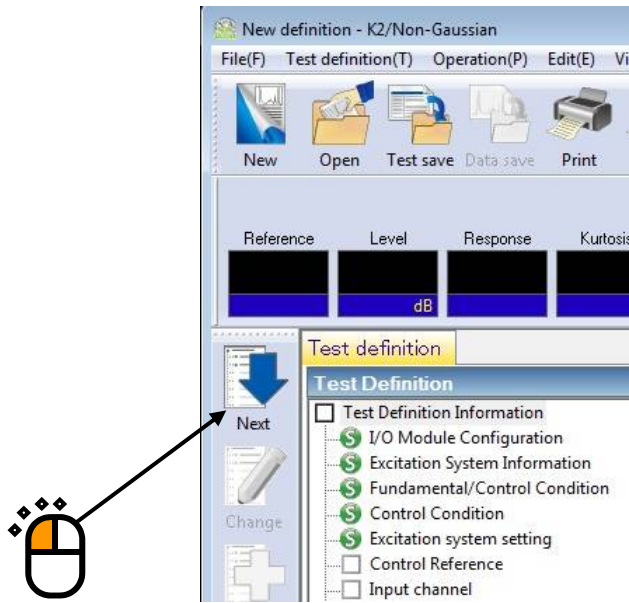 New definition - K2/Non-Gaussian
File(F) Test definition(T) Operation(P) Edit(E) Vi
New Open Test save Data save Print
Reference Level Response Kurtosis
dB
Test definition
Test Definition
Next
Test Definition Information
S I/O Module Configuration
S Excitation System Information
S Fundamental/Control Condition
Change
S Control Condition
S Excitation system setting
Control Reference
Input channel